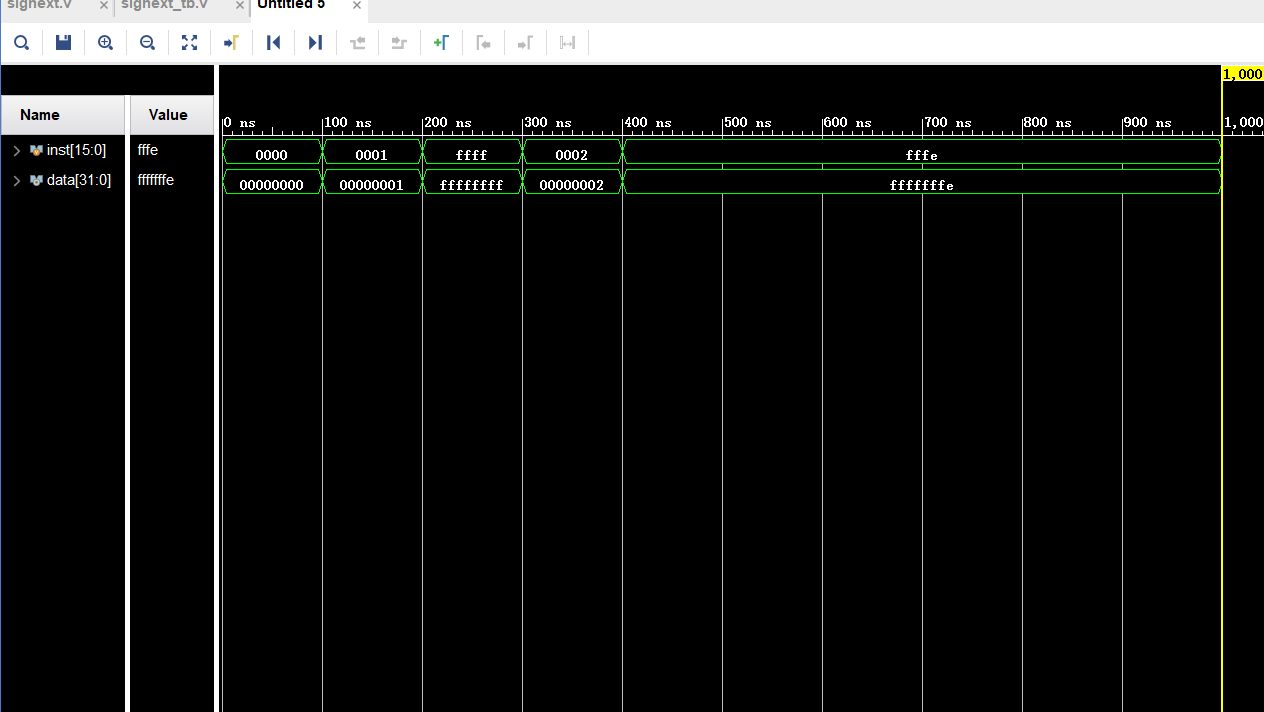 signext.v × signext_tb.v × Untitled 5 ×
1,000
Name Value
0 ns 100 ns 200 ns 300 ns 400 ns 500 ns 600 ns 700 ns 800 ns 900 ns 1,000
inst[15:0] fffe 0000 0001 ffff 0002 fffe
data[31:0] fffffffe 00000000 00000001 ffffffff 00000002 fffffffe